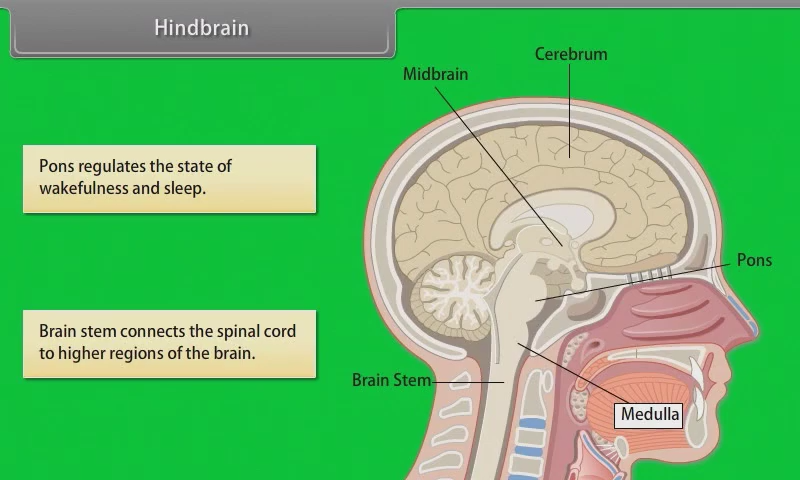 Hindbrain
Cerebrum
Midbrain
Pons regulates the state of
wakefulness and sleep.
Pons
Brain stem connects the spinal cord
to higher regions of the brain.
Brain Stem
Medulla